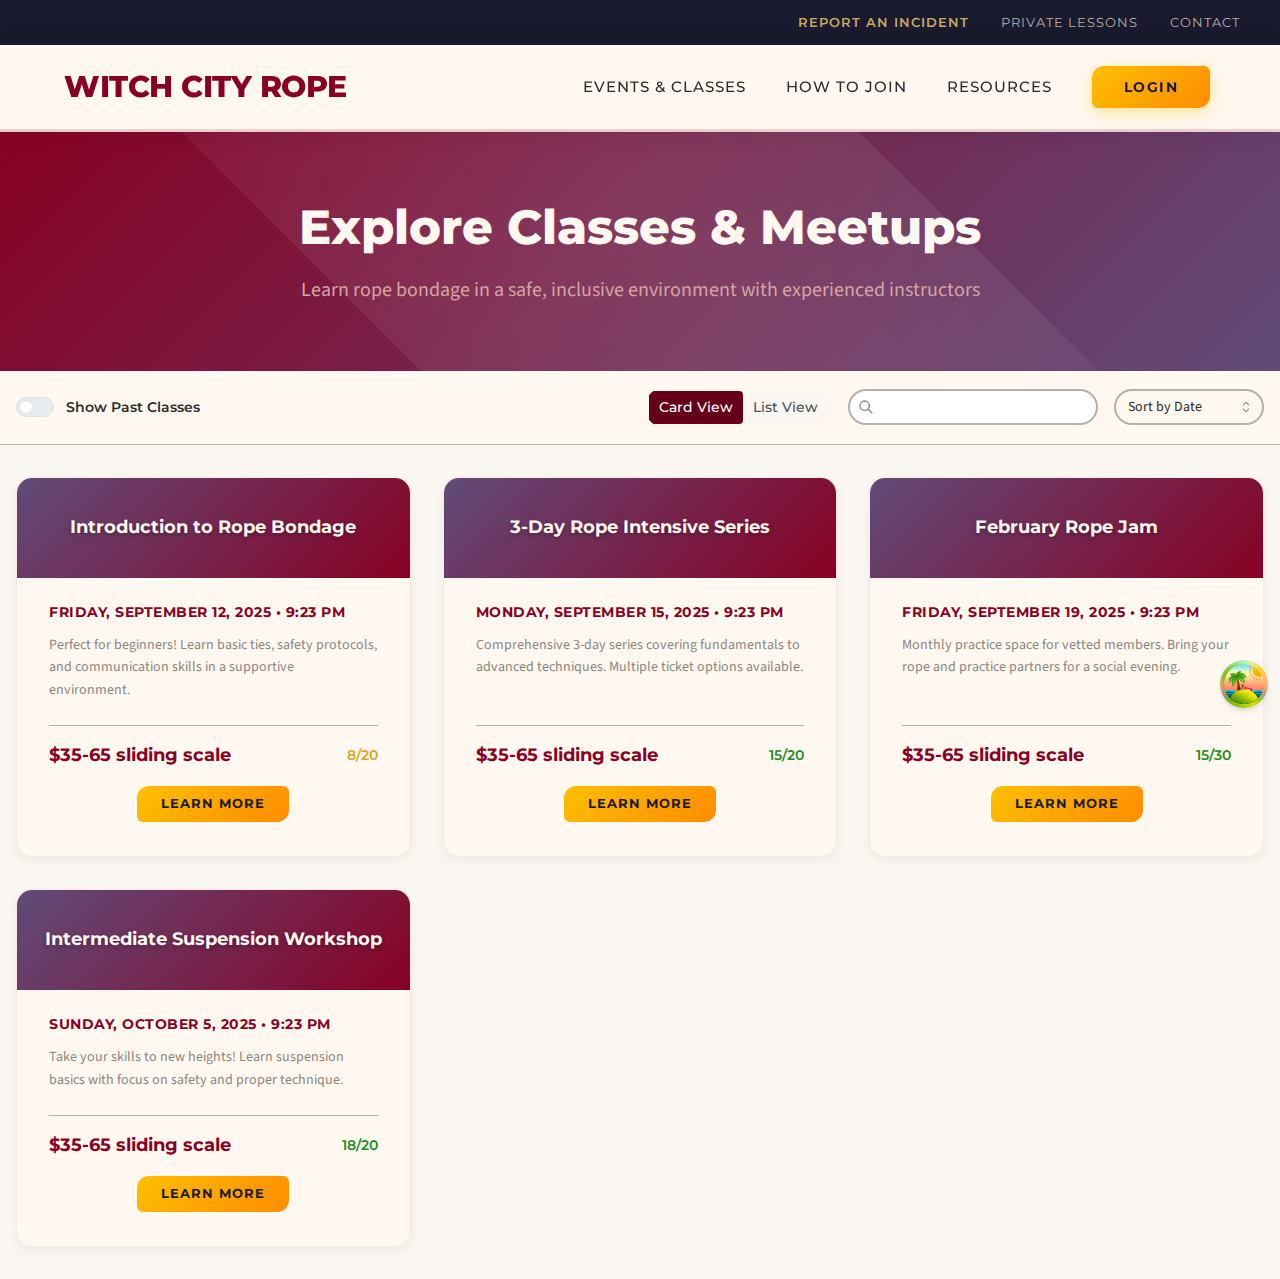 REPORT AN INCIDENT PRIVATE LESSONS CONTACT
WITCH CITY ROPE EVENTS & CLASSES HOW TO JOIN RESOURCES LOGIN
Explore Classes & Meetups
Learn rope bondage in a safe, inclusive environment with experienced instructors
Show Past Classes Card View List View Sort by Date
Introduction to Rope Bondage
FRIDAY, SEPTEMBER 12, 2025 • 9:23 PM
Perfect for beginners! Learn basic ties, safety protocols,
and communication skills in a supportive
environment.
$35-65 sliding scale 8/20
LEARN MORE
3-Day Rope Intensive Series
MONDAY, SEPTEMBER 15, 2025 • 9:23 PM
Comprehensive 3-day series covering fundamentals to
advanced techniques. Multiple ticket options available.
$35-65 sliding scale 15/20
LEARN MORE
February Rope Jam
FRIDAY, SEPTEMBER 19, 2025 • 9:23 PM
Monthly practice space for vetted members. Bring your
rope and practice partners for a social evening.
$35-65 sliding scale 15/30
LEARN MORE
Intermediate Suspension Workshop
SUNDAY, OCTOBER 5, 2025 • 9:23 PM
Take your skills to new heights! Learn suspension
basics with focus on safety and proper technique.
$35-65 sliding scale 18/20
LEARN MORE